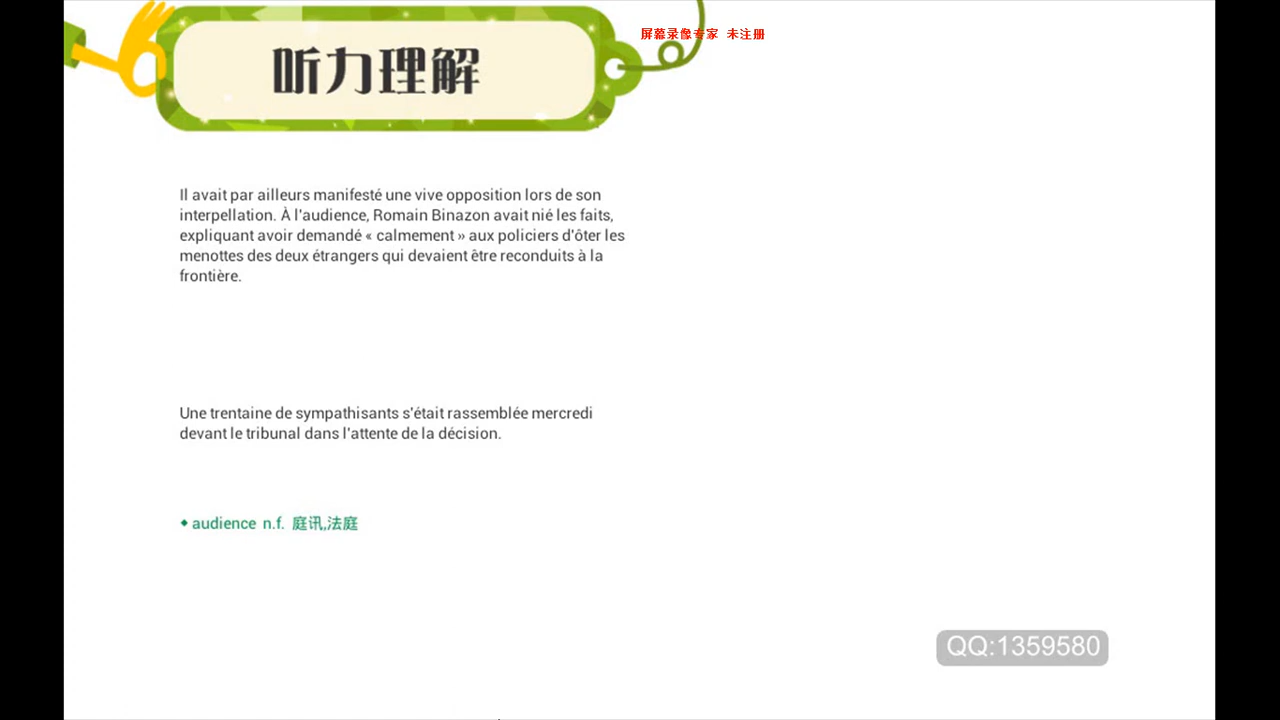 屏幕录像专家 未注册
听力理解
Il avait par ailleurs manifesté une vive opposition lors de son
interpellation. À l'audience, Romain Binazon avait nié les faits,
expliquant avoir demandé « calmement » aux policiers d'ôter les
menottes des deux étrangers qui devaient être reconduits à la
frontière.
Une trentaine de sympathisants s'était rassemblée mercredi
devant le tribunal dans l'attente de la décision.
◆ audience n.f. 庭讯,法庭
QQ:1359580